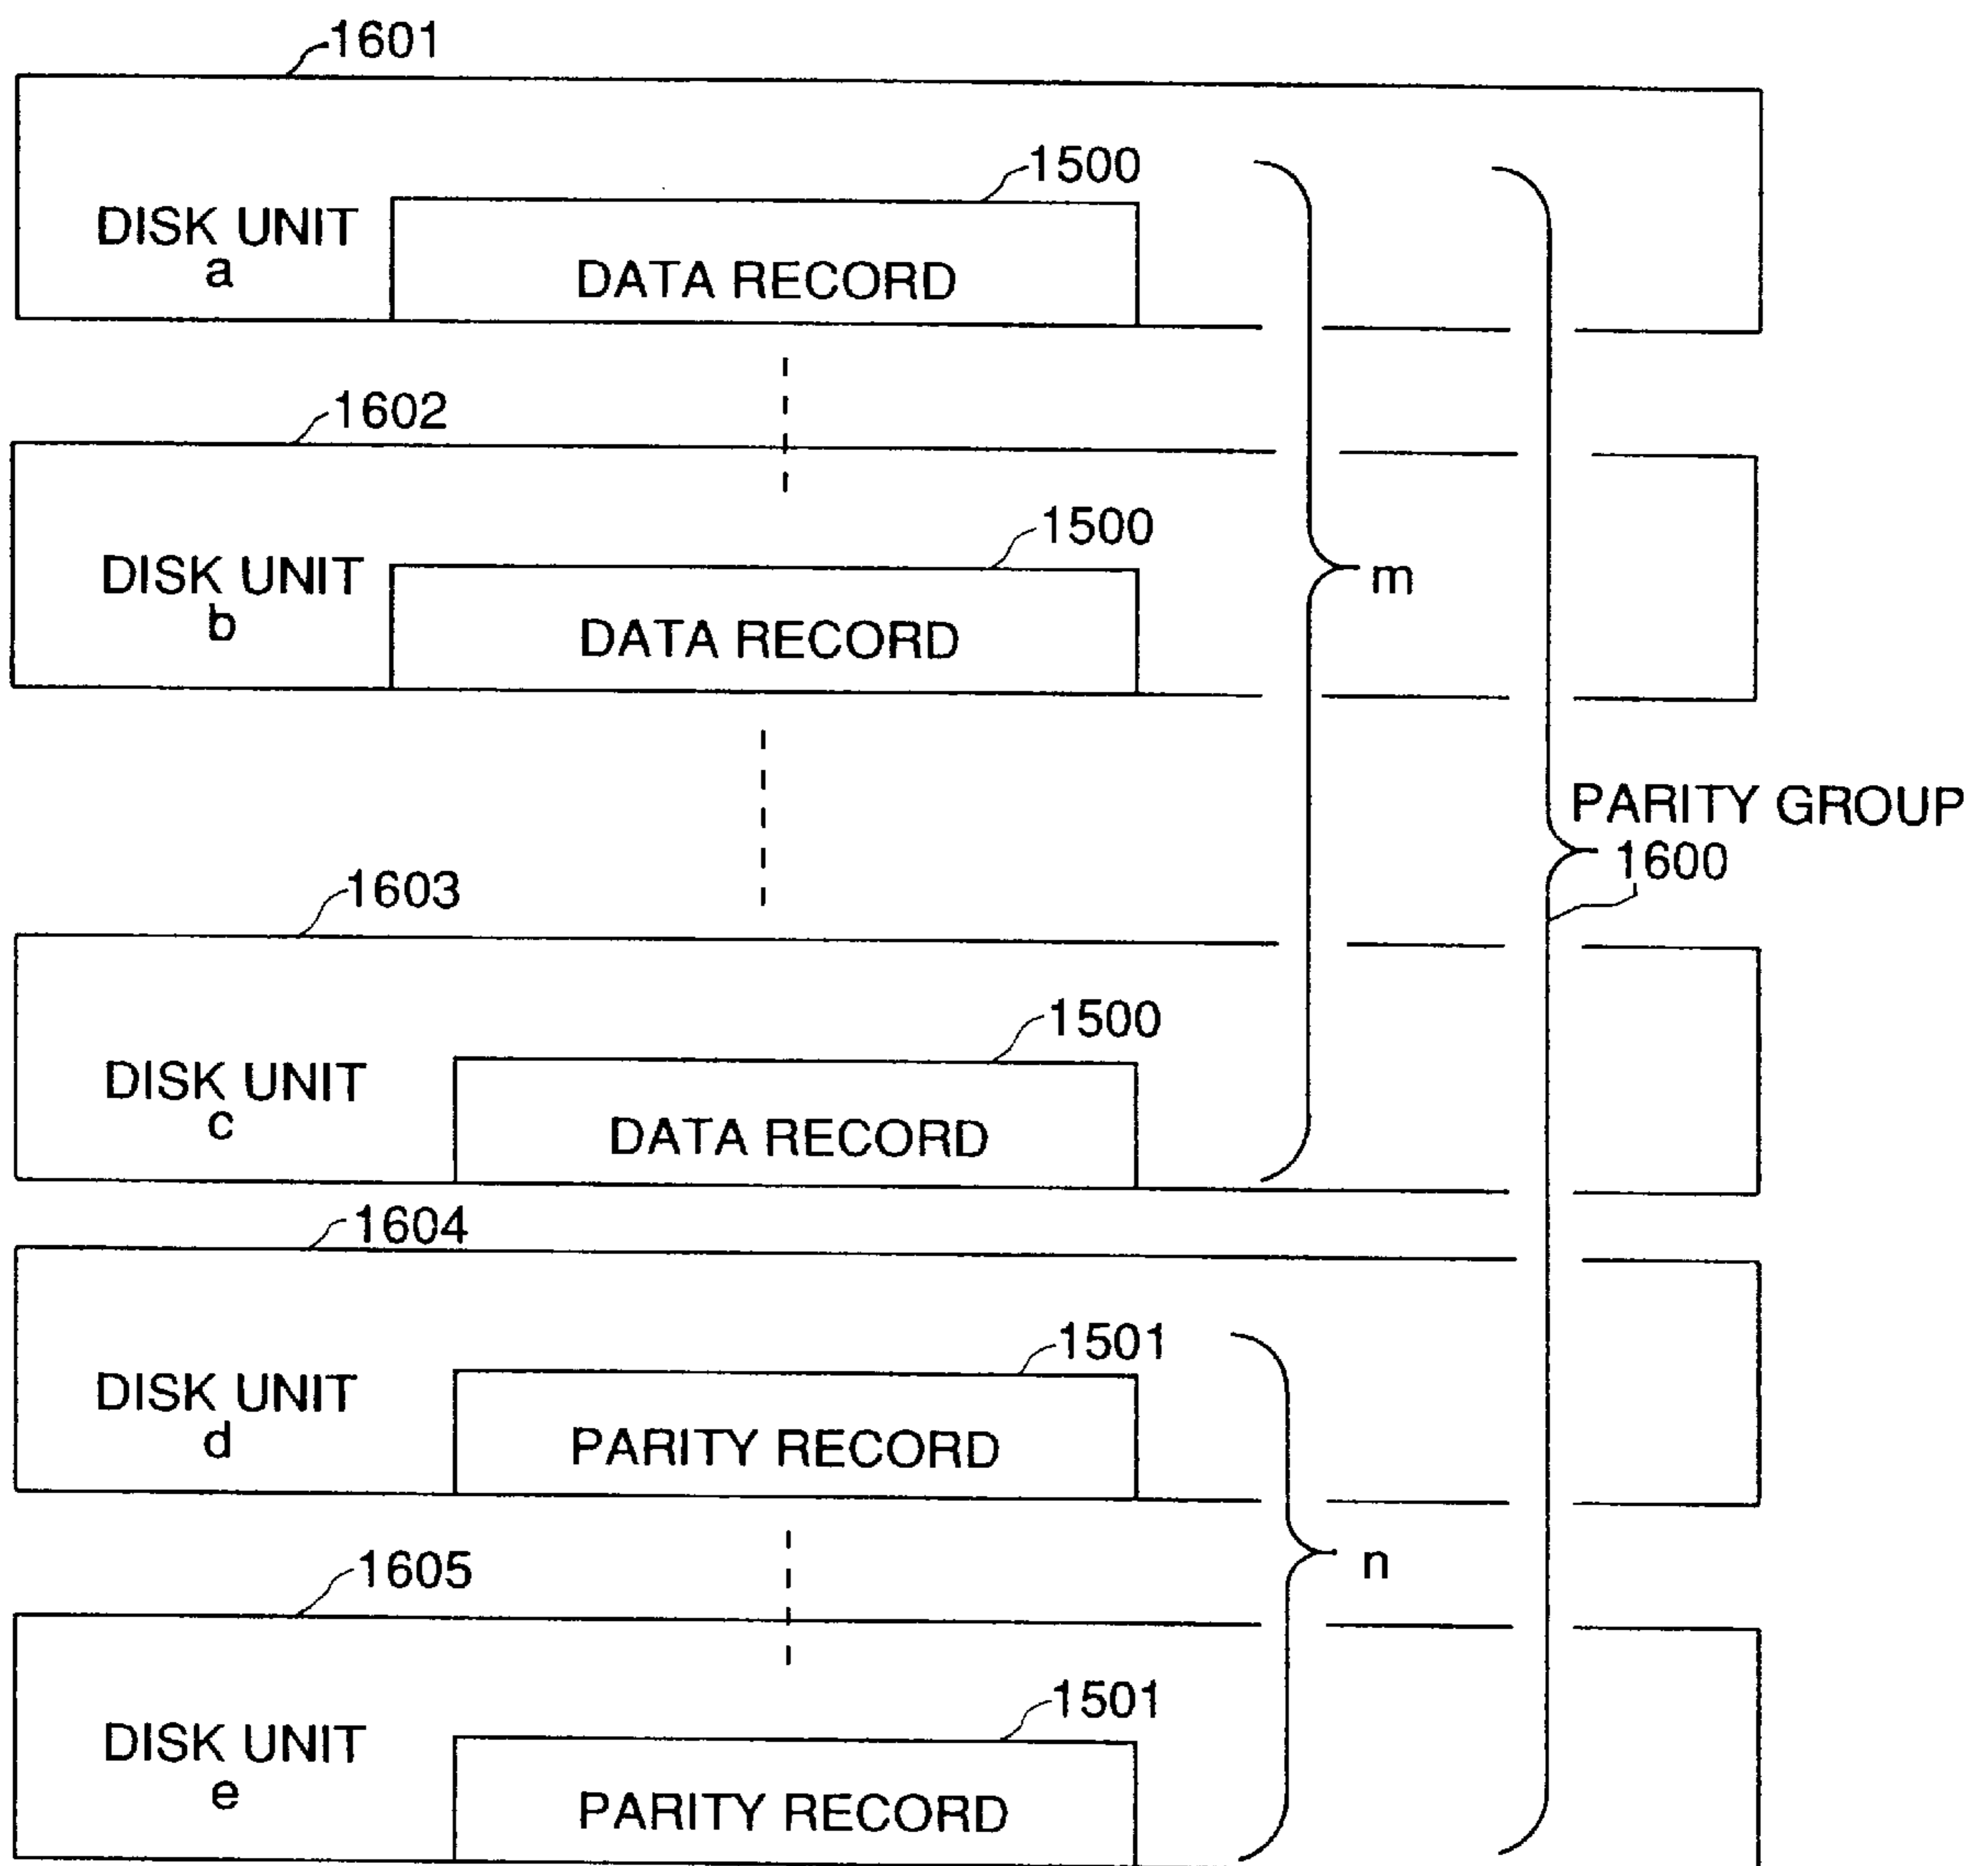 1601
1500
DISK UNIT
a
DATA RECORD
1602
1500
DISK UNIT
b
DATA RECORD
m
PARITY GROUP
1600
1603
1500
DISK UNIT
c
DATA RECORD
1604
1501
DISK UNIT
d
PARITY RECORD
n
1605
1501
DISK UNIT
e
PARITY RECORD